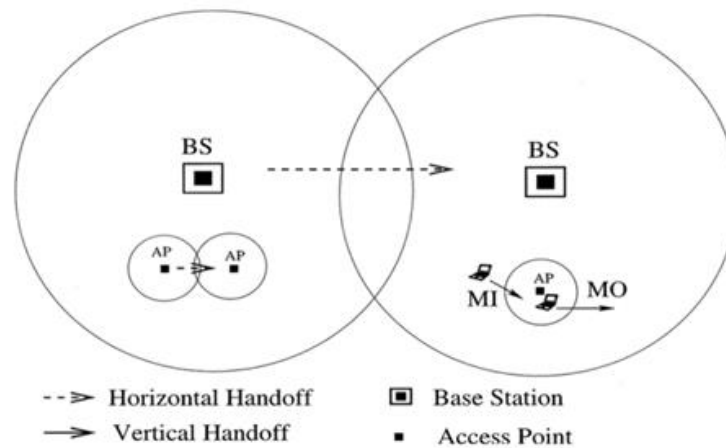 BS
BS
AP
AP
AP
MI
MO
Horizontal Handoff
Base Station
Vertical Handoff
Access Point